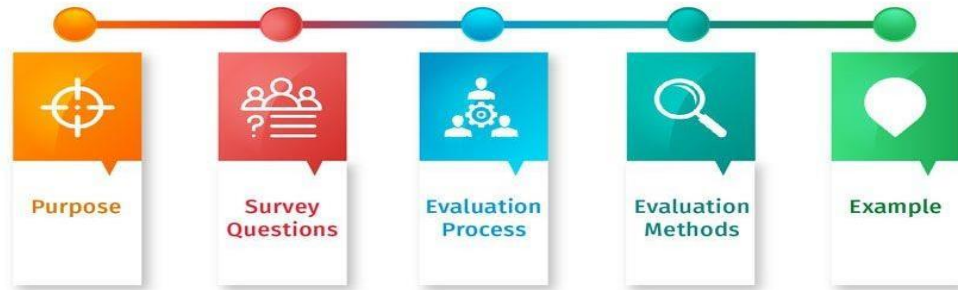 Purpose
Survey
Questions
Evaluation
Process
Evaluation
Methods
Example